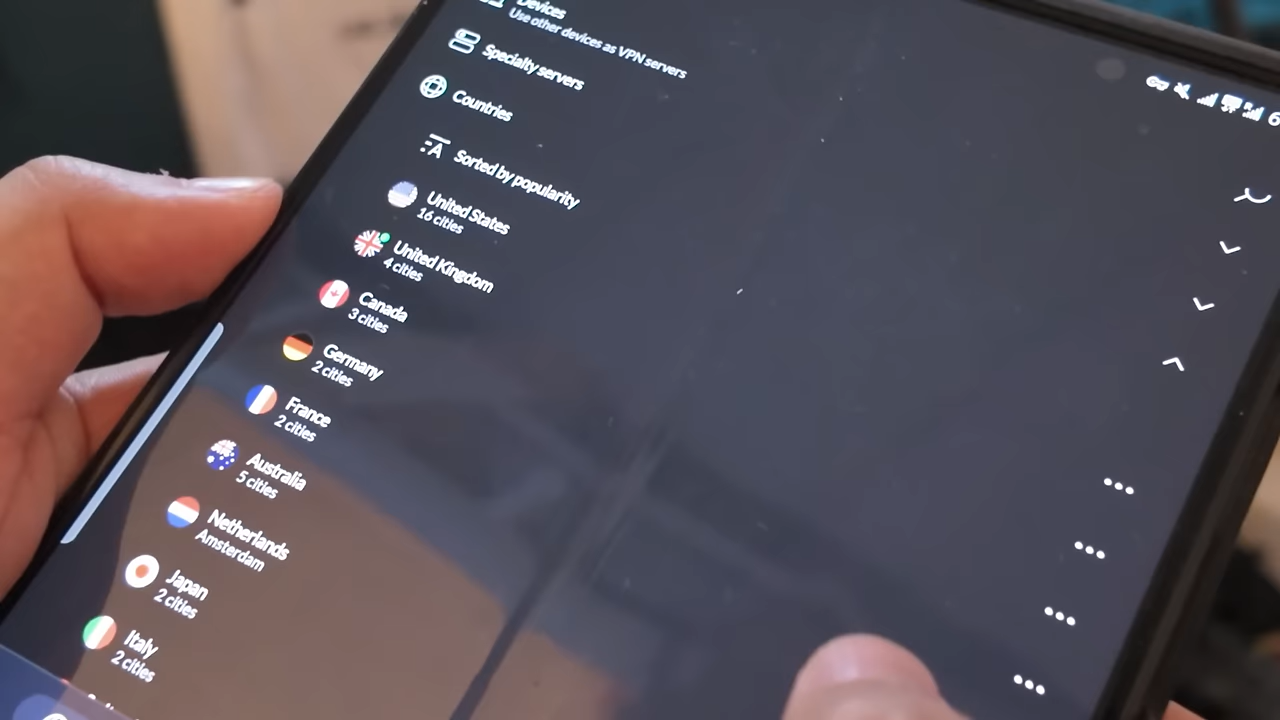 Devices
Use other devices as VPN servers
Specialty servers
Countries
Sorted by popularity
United States
16 cities
United Kingdom
4 cities
Canada
3 cities
Germany
2 cities
France
2 cities
Australia
5 cities
Netherlands
Amsterdam
Japan
2 cities
Italy
2 cities